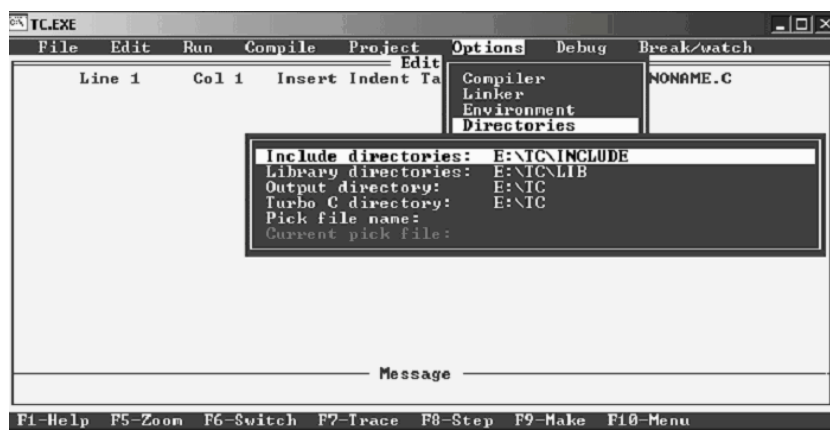 TC.EXE
File Edit Run Compile Project Options Debug Break/watch
Edit
Line 1 Col 1 Insert Indent Ta NONAME.C
Compiler
Linker
Environment
Directories
Include directories: E:\TC\INCLUDE
Library directories: E:\TC\LIB
Output directory: E:\TC
Turbo C directory: E:\TC
Pick file name:
Current pick file:
Message
F1-Help F5-Zoom F6-Switch F7-Trace F8-Step F9-Make F10-Menu